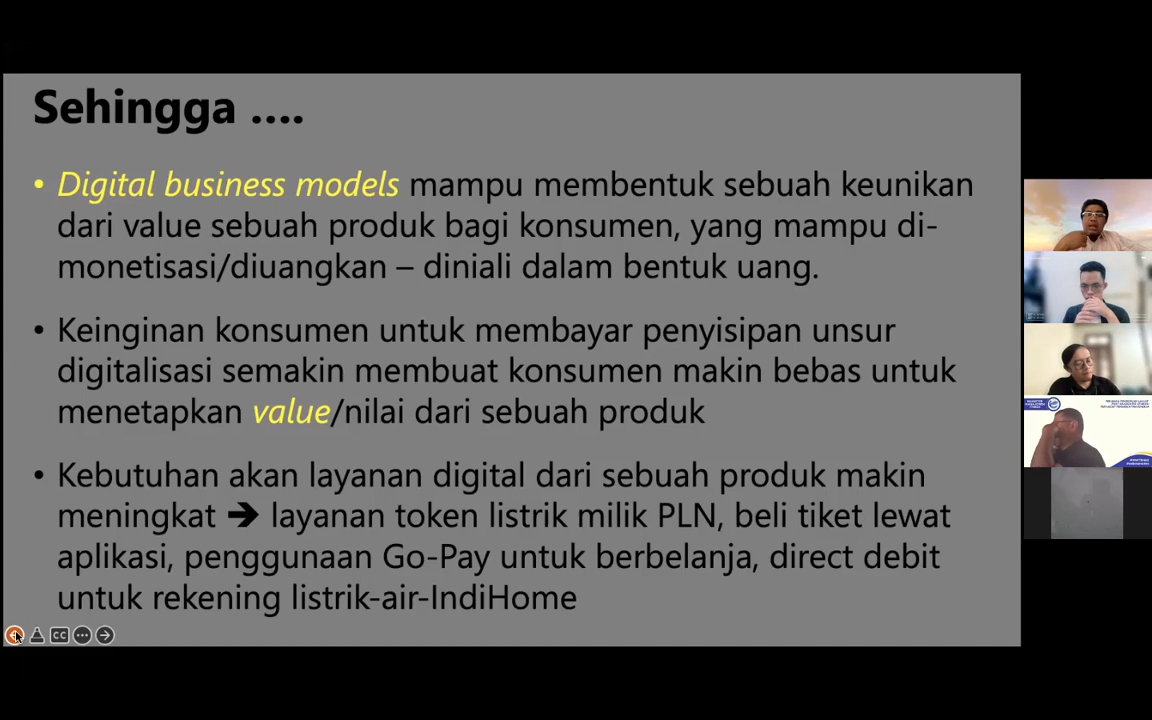 Sehingga ....
• Digital business models mampu membentuk sebuah keunikan
dari value sebuah produk bagi konsumen, yang mampu di-
monetisasi/diuangkan – diniali dalam bentuk uang.
• Keinginan konsumen untuk membayar penyisipan unsur
digitalisasi semakin membuat konsumen makin bebas untuk
menetapkan value/nilai dari sebuah produk
• Kebutuhan akan layanan digital dari sebuah produk makin
meningkat ➔ layanan token listrik milik PLN, beli tiket lewat
aplikasi, penggunaan Go-Pay untuk berbelanja, direct debit
untuk rekening listrik-air-IndiHome
CC